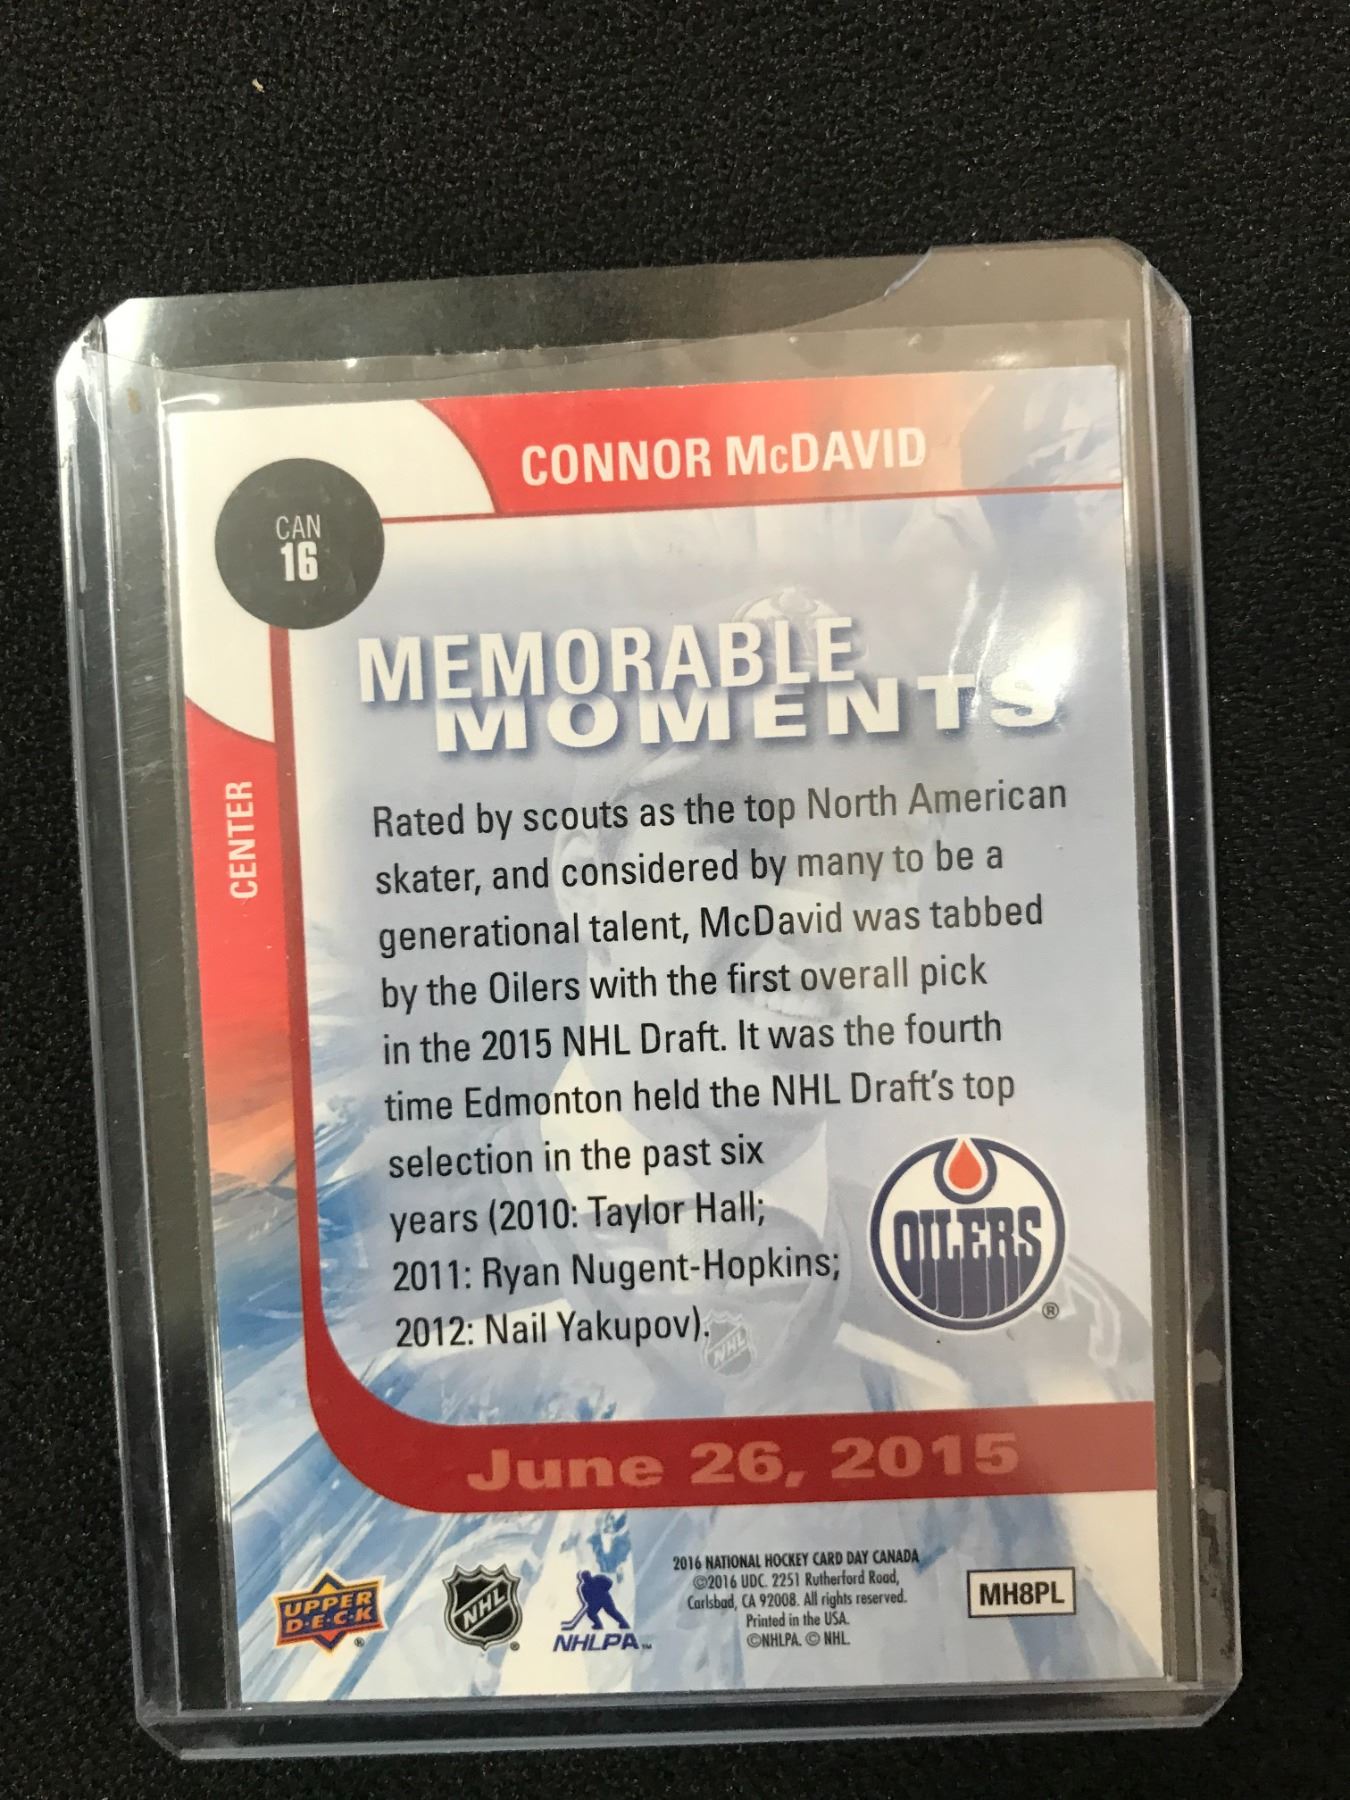 CONNOR McDAVID
CAN
16
MEMORABLE
MOMENTS
CENTER
Rated by scouts as the top North American
skater, and considered by many to be a
generational talent, McDavid was tabbed
by the Oilers with the first overall pick
in the 2015 NHL Draft. It was the fourth
time Edmonton held the NHL Draft's top
selection in the past six
years (2010: Taylor Hall;
2011: Ryan Nugent-Hopkins;
2012: Nail Yakupov).
OILERS
®
NHL
June 26, 2015
UPPER
D·E·C·K
®
NHL
®
NHLPA™
2016 NATIONAL HOCKEY CARD DAY CANADA
©2016 UDC. 2251 Rutherford Road,
Carlsbad, CA 92008. All rights reserved.
Printed in the USA.
©NHLPA. © NHL.
MH8PL